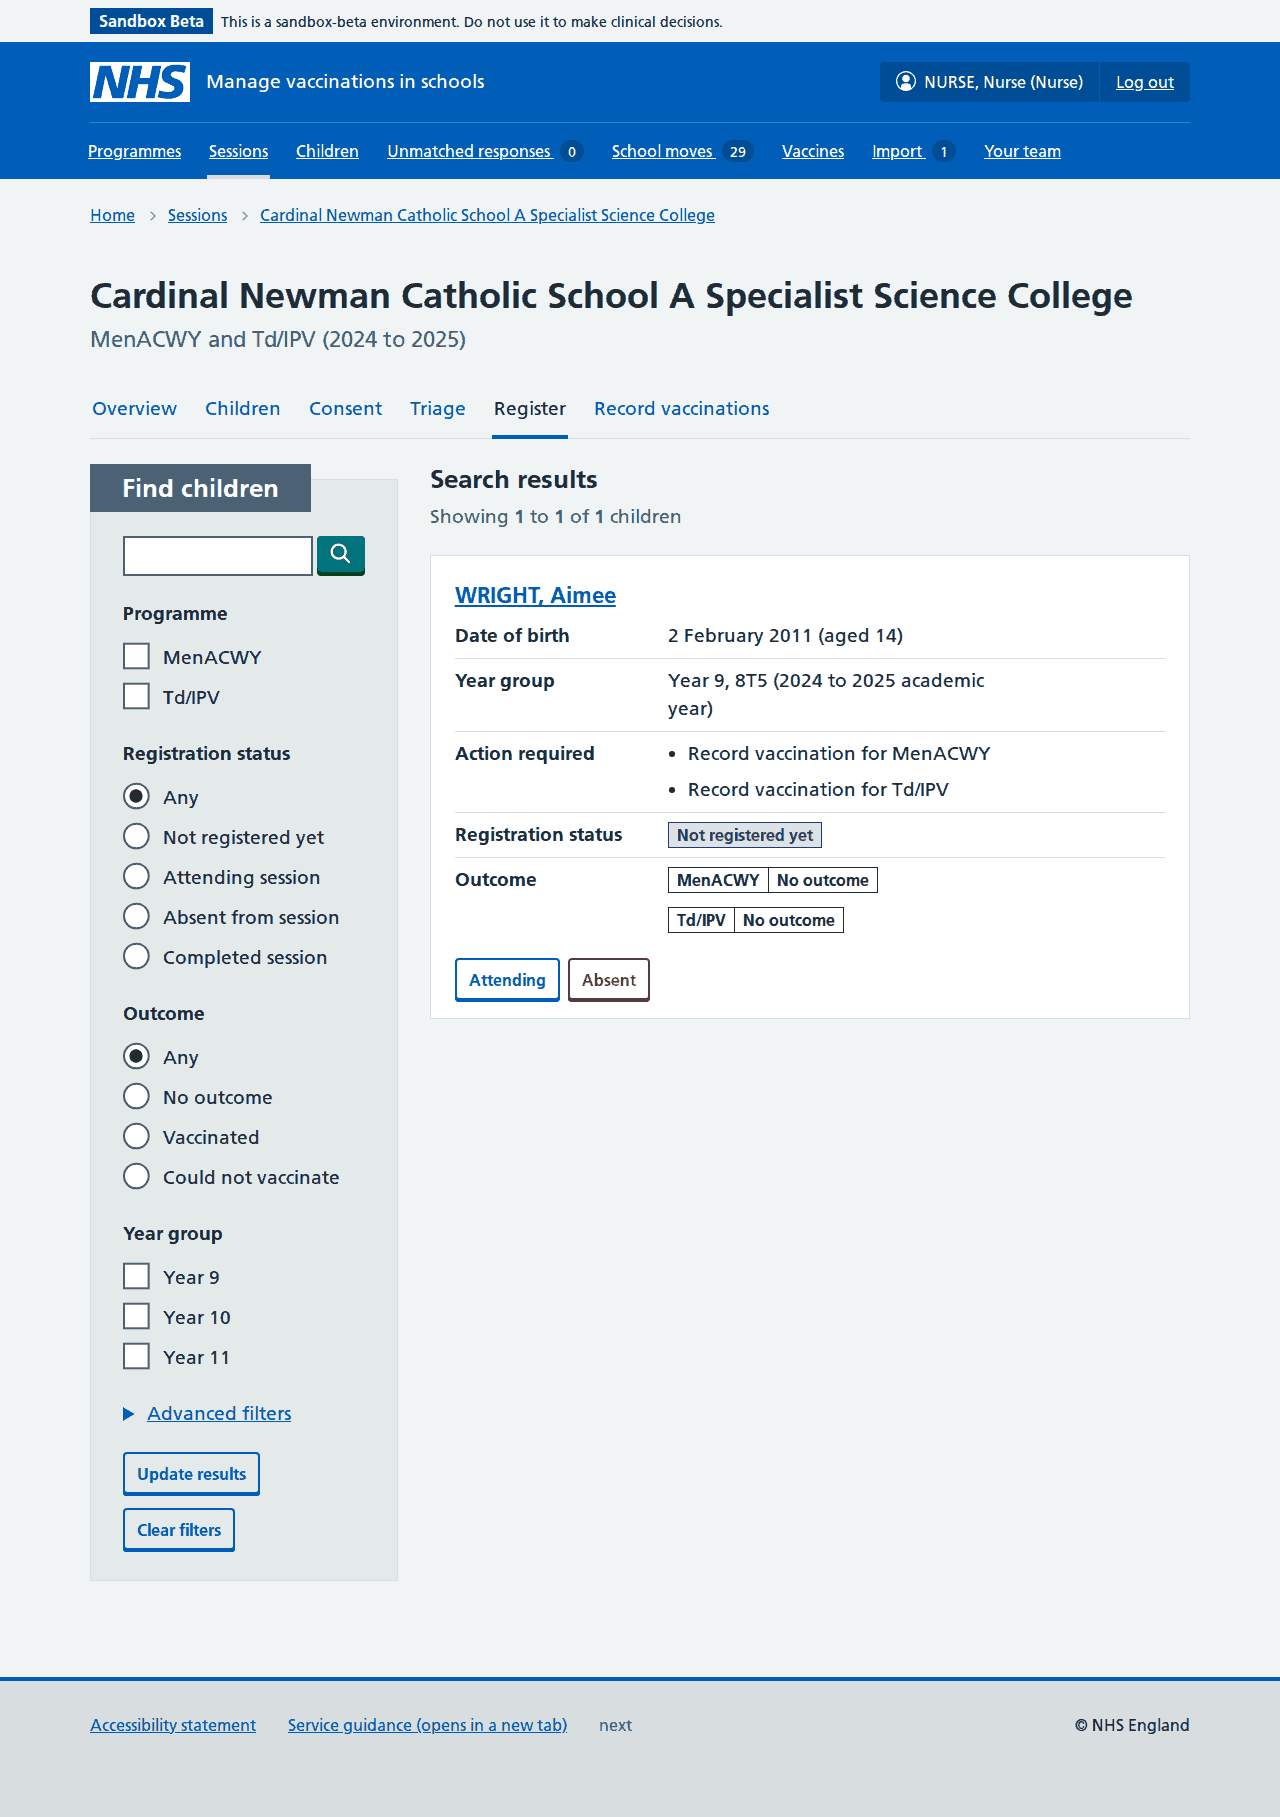 Sandbox Beta This is a sandbox-beta environment. Do not use it to make clinical decisions.
NHS Manage vaccinations in schools NURSE, Nurse (Nurse) Log out
Programmes Sessions Children Unmatched responses 0 School moves 29 Vaccines Import 1 Your team
Home Sessions Cardinal Newman Catholic School A Specialist Science College
Cardinal Newman Catholic School A Specialist Science College
MenACWY and Td/IPV (2024 to 2025)
Overview Children Consent Triage Register Record vaccinations
Find children
Programme
MenACWY
Td/IPV
Registration status
Any
Not registered yet
Attending session
Absent from session
Completed session
Outcome
Any
No outcome
Vaccinated
Could not vaccinate
Year group
Year 9
Year 10
Year 11
Advanced filters
Update results
Clear filters
Search results
Showing 1 to 1 of 1 children
WRIGHT, Aimee
Date of birth 2 February 2011 (aged 14)
Year group Year 9, 8T5 (2024 to 2025 academic
year)
Action required • Record vaccination for MenACWY
• Record vaccination for Td/IPV
Registration status Not registered yet
Outcome MenACWY No outcome
Td/IPV No outcome
Attending Absent
Accessibility statement Service guidance (opens in a new tab) next © NHS England